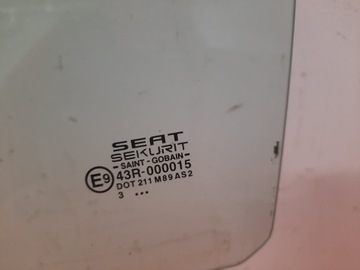 SEAT
SEKURIT
- SAINT - GOBAIN -
E9 43R-000015
DOT 211 M89 AS2
3 ...